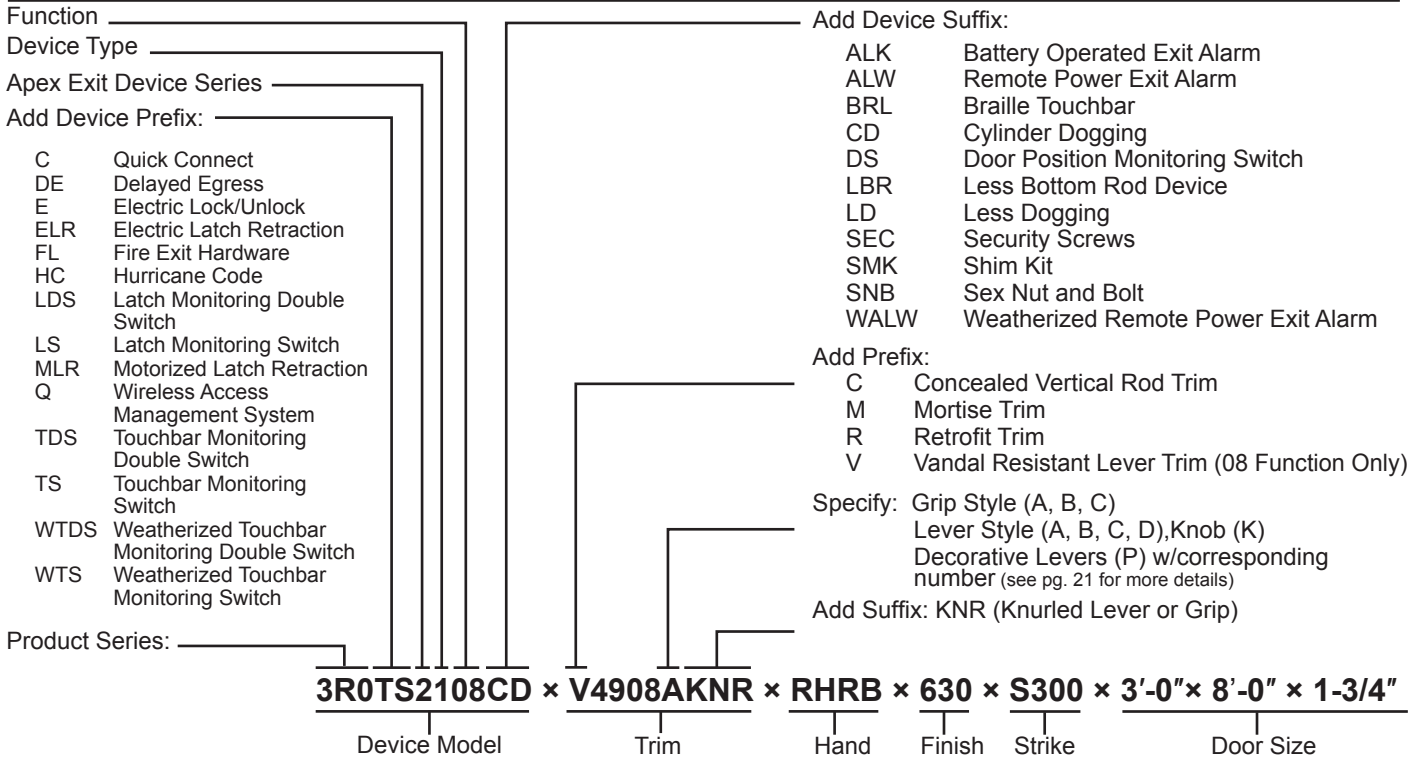 Function
Device Type
Apex Exit Device Series
Add Device Prefix:
C Quick Connect
DE Delayed Egress
E Electric Lock/Unlock
ELR Electric Latch Retraction
FL Fire Exit Hardware
HC Hurricane Code
LDS Latch Monitoring Double
Switch
LS Latch Monitoring Switch
MLR Motorized Latch Retraction
Q Wireless Access
Management System
TDS Touchbar Monitoring
Double Switch
TS Touchbar Monitoring
Switch
WTDS Weatherized Touchbar
Monitoring Double Switch
WTS Weatherized Touchbar
Monitoring Switch
Product Series:
Add Device Suffix:
ALK Battery Operated Exit Alarm
ALW Remote Power Exit Alarm
BRL Braille Touchbar
CD Cylinder Dogging
DS Door Position Monitoring Switch
LBR Less Bottom Rod Device
LD Less Dogging
SEC Security Screws
SMK Shim Kit
SNB Sex Nut and Bolt
WALW Weatherized Remote Power Exit Alarm
Add Prefix:
C Concealed Vertical Rod Trim
M Mortise Trim
R Retrofit Trim
V Vandal Resistant Lever Trim (08 Function Only)
Specify: Grip Style (A, B, C)
Lever Style (A, B, C, D),Knob (K)
Decorative Levers (P) w/corresponding
number (see pg. 21 for more details)
Add Suffix: KNR (Knurled Lever or Grip)
3R0TS2108CD × V4908AKNR × RHRB × 630 × S300 × 3′-0″× 8’-0″ × 1-3/4″
Device Model Trim Hand Finish Strike Door Size